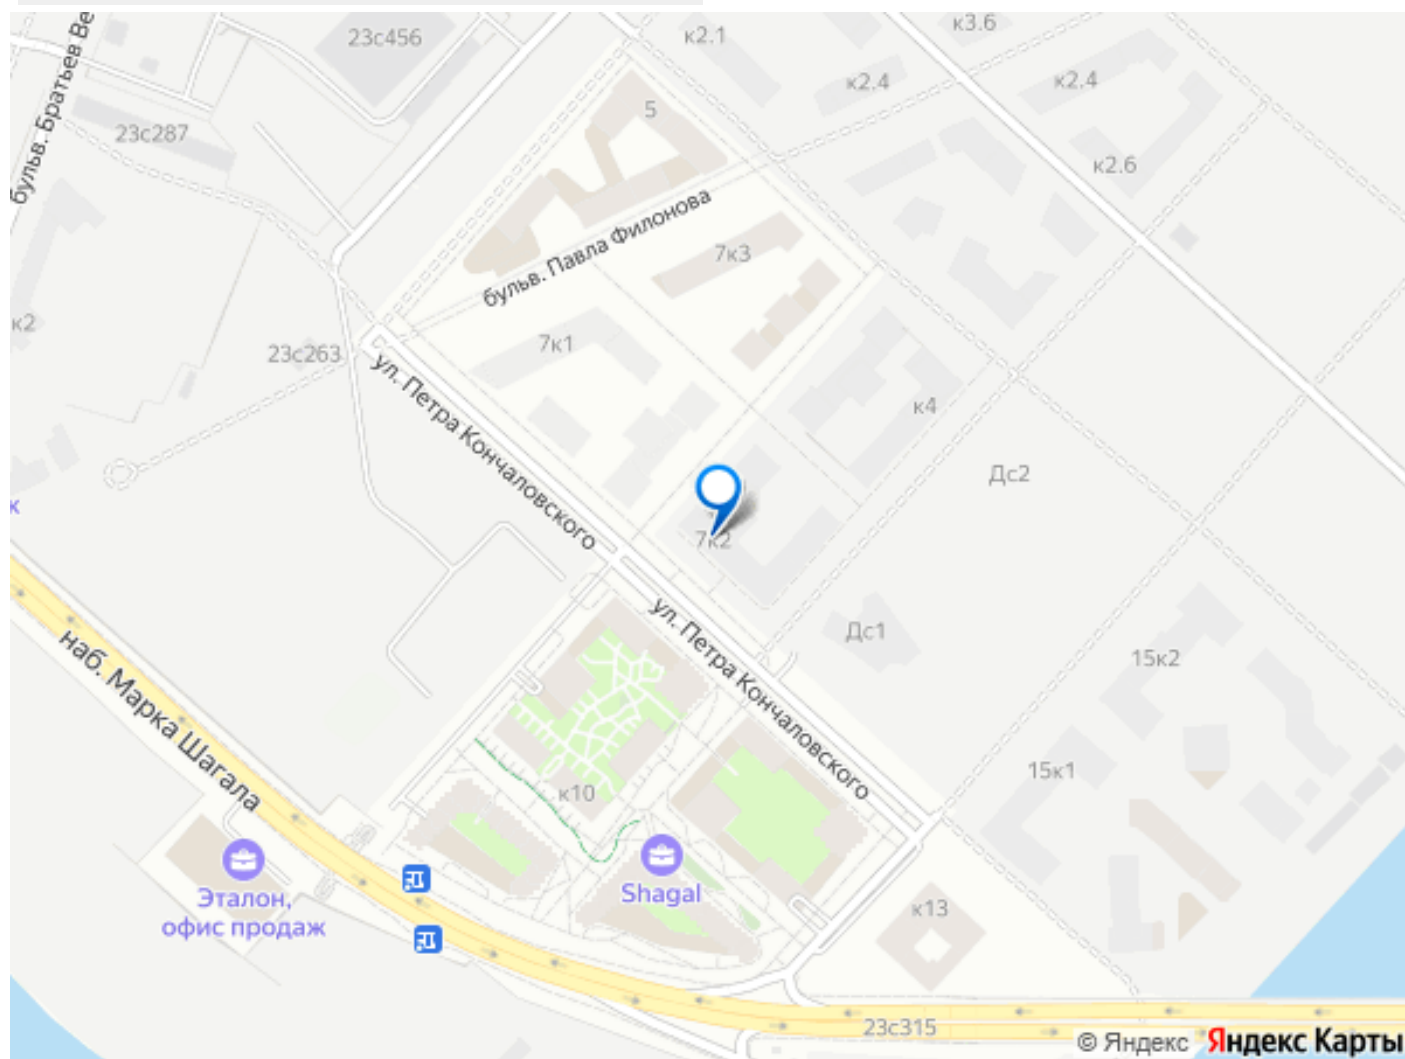 23с456
к2.1
к3.6
бульв. Братьев Ве
5
к2.4
к2.4
23с287
к2.6
бульв. Павла Филонова
7к3
к2
23с263
7к1
ул. Петра Кончаловского
к4
к
Дс2
7к2
ул. Петра Кончаловского
Дс1
наб. Марка Шагала
15к2
15к1
к10
Эталон,
офис продаж
Shagal
к13
23с315
© Яндекс Яндекс Карты